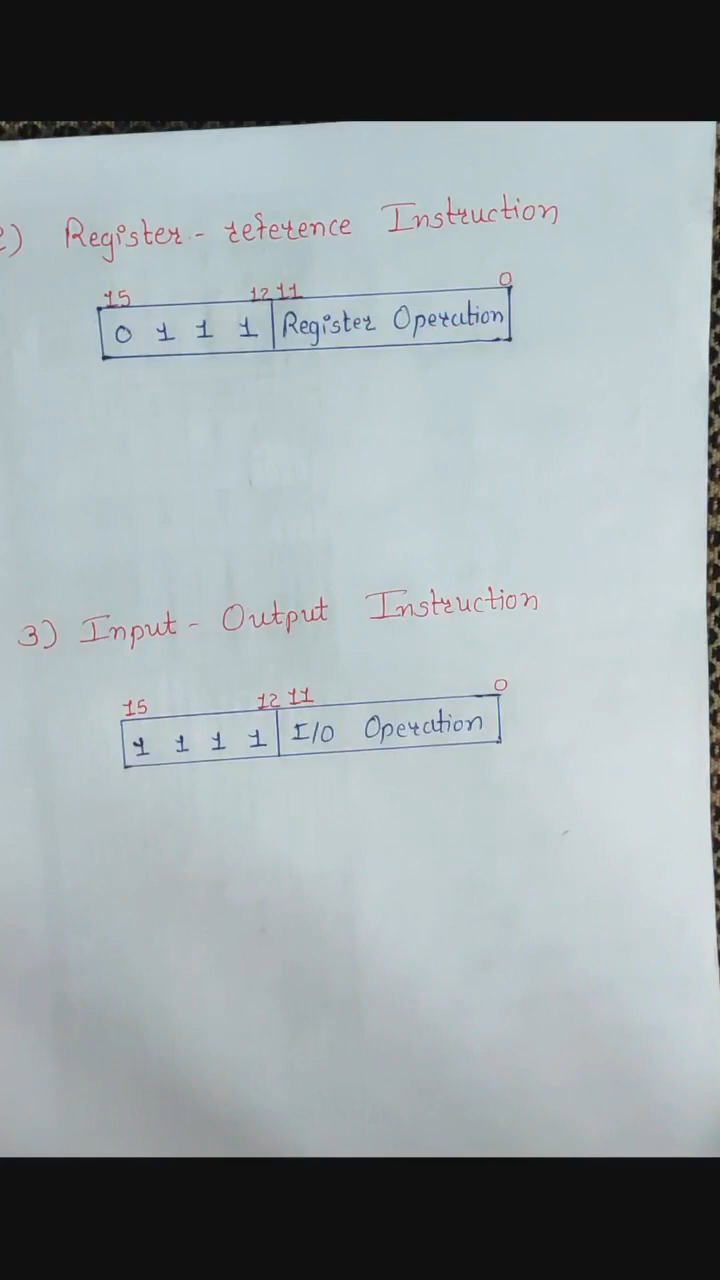 2) Register - reference Instruction
15 12 11 0
0 1 1 1 Register Operation
3) Input - Output Instruction
15 12 11 0
1 1 1 1 I/O Operation